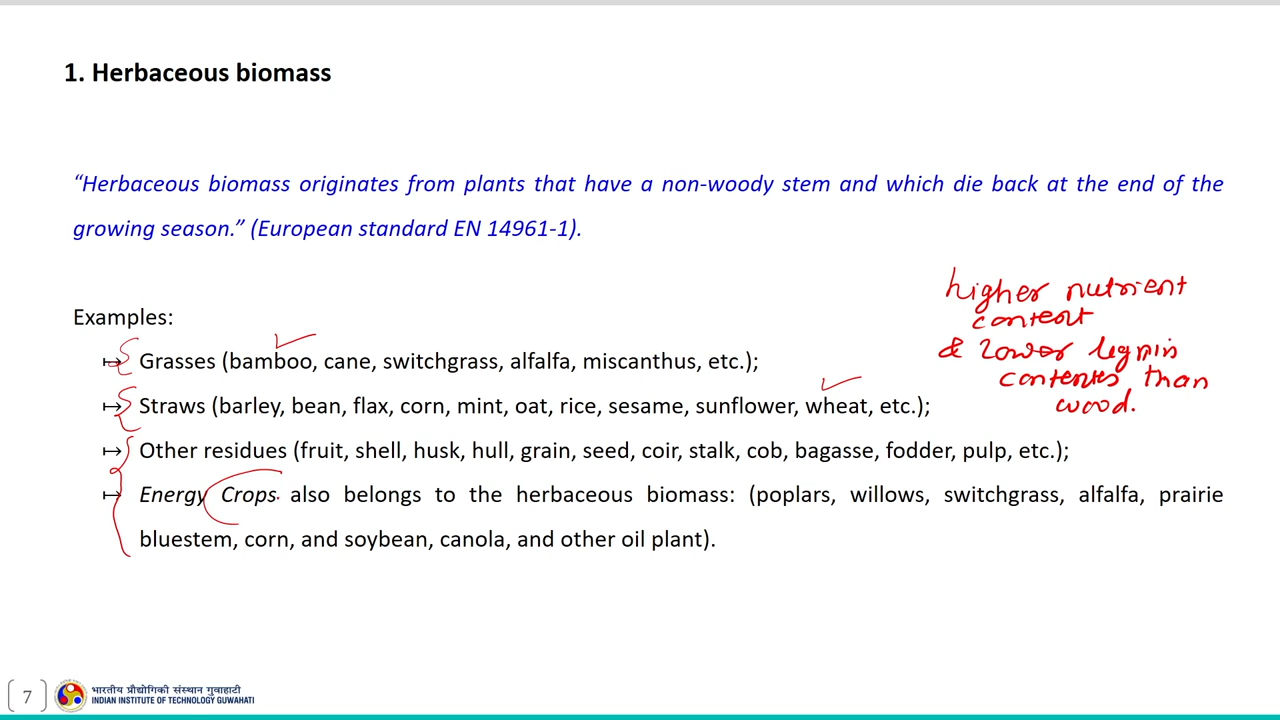 1. Herbaceous biomass
“Herbaceous biomass originates from plants that have a non-woody stem and which die back at the end of the
growing season.” (European standard EN 14961-1).
higher nutrient
content
Examples:
& lower legnin
↦ Grasses (bamboo, cane, switchgrass, alfalfa, miscanthus, etc.);
contents than
wood.
↦ Straws (barley, bean, flax, corn, mint, oat, rice, sesame, sunflower, wheat, etc.);
↦ Other residues (fruit, shell, husk, hull, grain, seed, coir, stalk, cob, bagasse, fodder, pulp, etc.);
↦ Energy Crops also belongs to the herbaceous biomass: (poplars, willows, switchgrass, alfalfa, prairie
bluestem, corn, and soybean, canola, and other oil plant).
7
भारतीय प्रौद्योगिकी संस्थान गुवाहाटी
INDIAN INSTITUTE OF TECHNOLOGY GUWAHATI